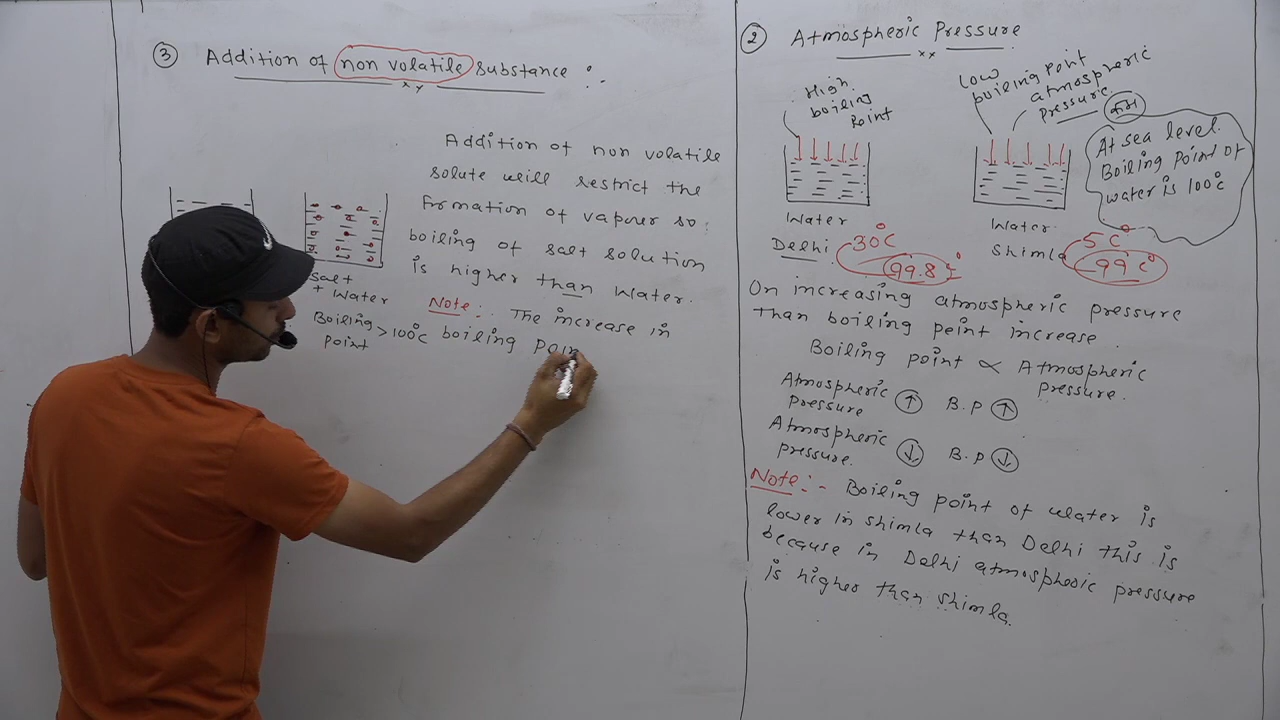 ③ Addition of non volatile substance :-
Addition of non volatile
solute will restrict the
formation of vapour so:
boiling of salt solution
is higher than water.
Salt
+ Water
Boiling
point > 100°C
Note:- The increase in
boiling poin
② Atmospheric Pressure
High
boiling
Point
Low
boiling point
atmospheric
pressure
कम
At sea level.
Boiling Point of
water is 100°c
Water
Delhi 30°C
99.8 c°
Water
Shimla 5°C
99 c°
On increasing atmospheric pressure
than boiling peint increase.
Boiling point ∝ Atmospheric
pressure.
Atmospheric
pressure ↑ B.P ↑
Atmospheric
pressure. ↓ B.P ↓
Note:- Boiling point of water is
lower in shimla than Delhi this is
because in Delhi atmospheric pressure
is higher than shimla.